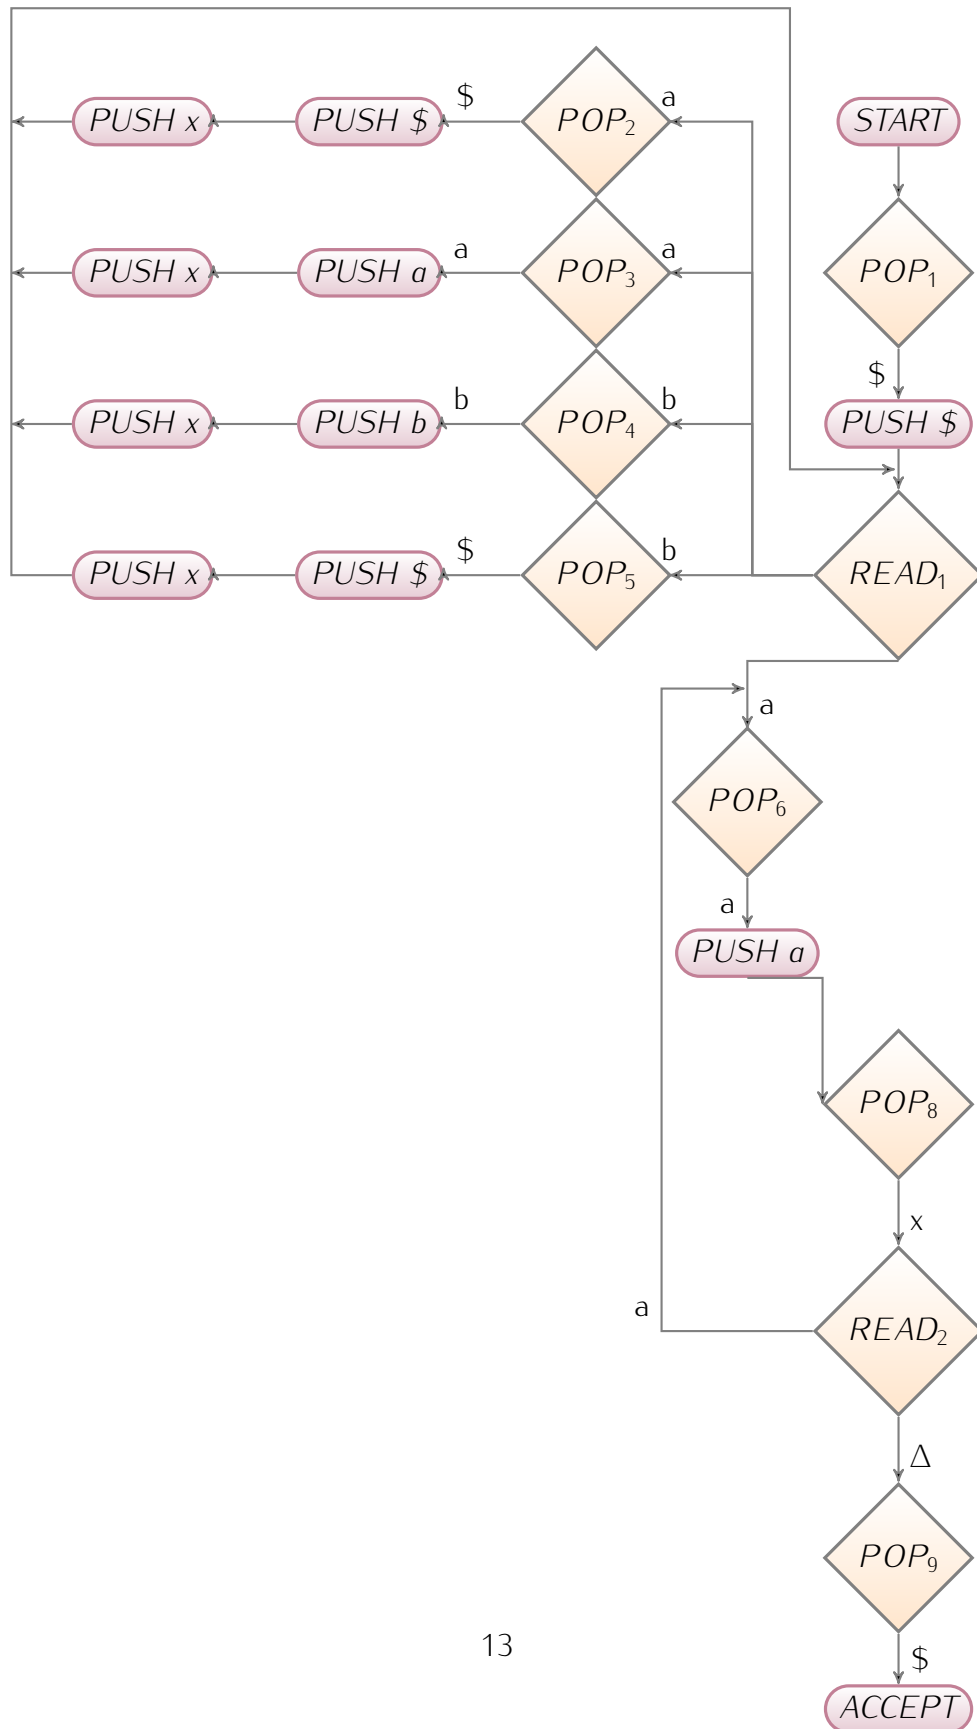 $ a
PUSH x PUSH $ POP₂ START
a a
PUSH x PUSH a POP₃ POP₁
$
b b
PUSH x PUSH b POP₄ PUSH $
$ b
PUSH x PUSH $ POP₅ READ₁
a
POP₆
a
PUSH a
POP₈
x
a
READ₂
Δ
POP₉
13
$
ACCEPT